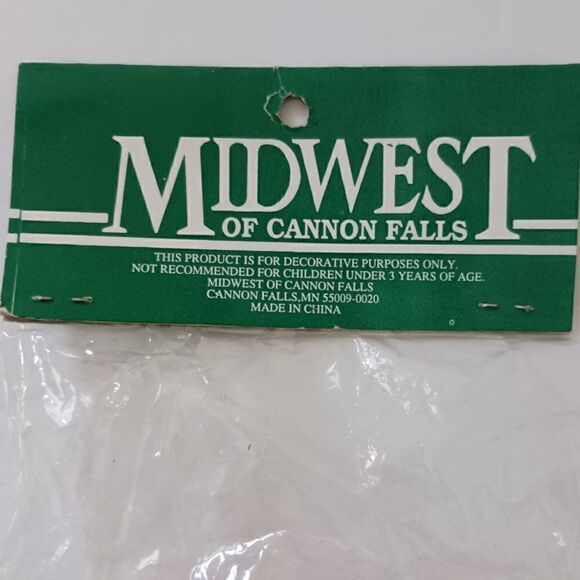 MIDWEST
OF CANNON FALLS
THIS PRODUCT IS FOR DECORATIVE PURPOSES ONLY.
NOT RECOMMENDED FOR CHILDREN UNDER 3 YEARS OF AGE.
MIDWEST OF CANNON FALLS
CANNON FALLS,MN 55009-0020
MADE IN CHINA